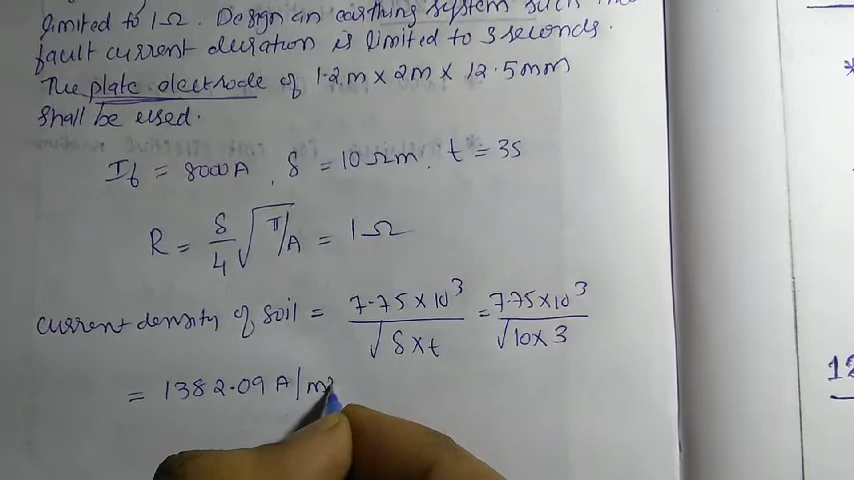 limited to 1Ω. Design an earthing system such
fault current duration is limited to 3 seconds.
The plate electrode of 1.2m × 2m × 12.5mm
shall be used.
If = 8000A, δ = 10Ωm. t = 3S
R = δ/4 √π/A = 1Ω
current density of soil = 7.75×10³/√δ×t = 7.75×10³/√10×3
= 1382.09 A/m²
12